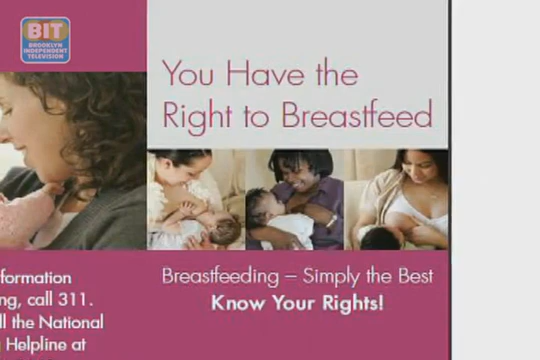 BIT
BROOKLYN
INDEPENDENT
TELEVISION
You Have the
Right to Breastfeed
Breastfeeding – Simply the Best
Know Your Rights!
formation
ng, call 311.
ll the National
Helpline at